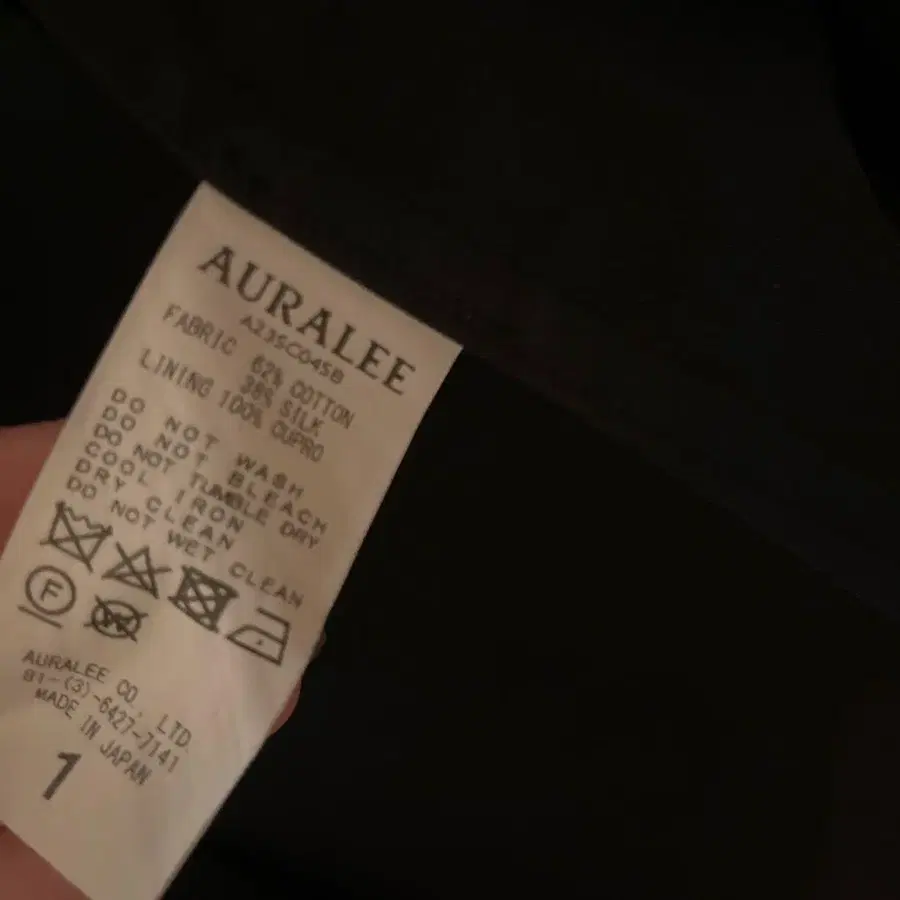 AURALEE
A23SC04SB
FABRIC 62% COTTON
38% SILK
LINING 100% CUPRO
DO NOT WASH
DO NOT BLEACH
DO NOT TUMBLE DRY
COOL IRON
DRY CLEAN
DO NOT WET CLEAN
F
W
AURALEE CO., LTD.
81-(3)-6427-7141
MADE IN JAPAN
1